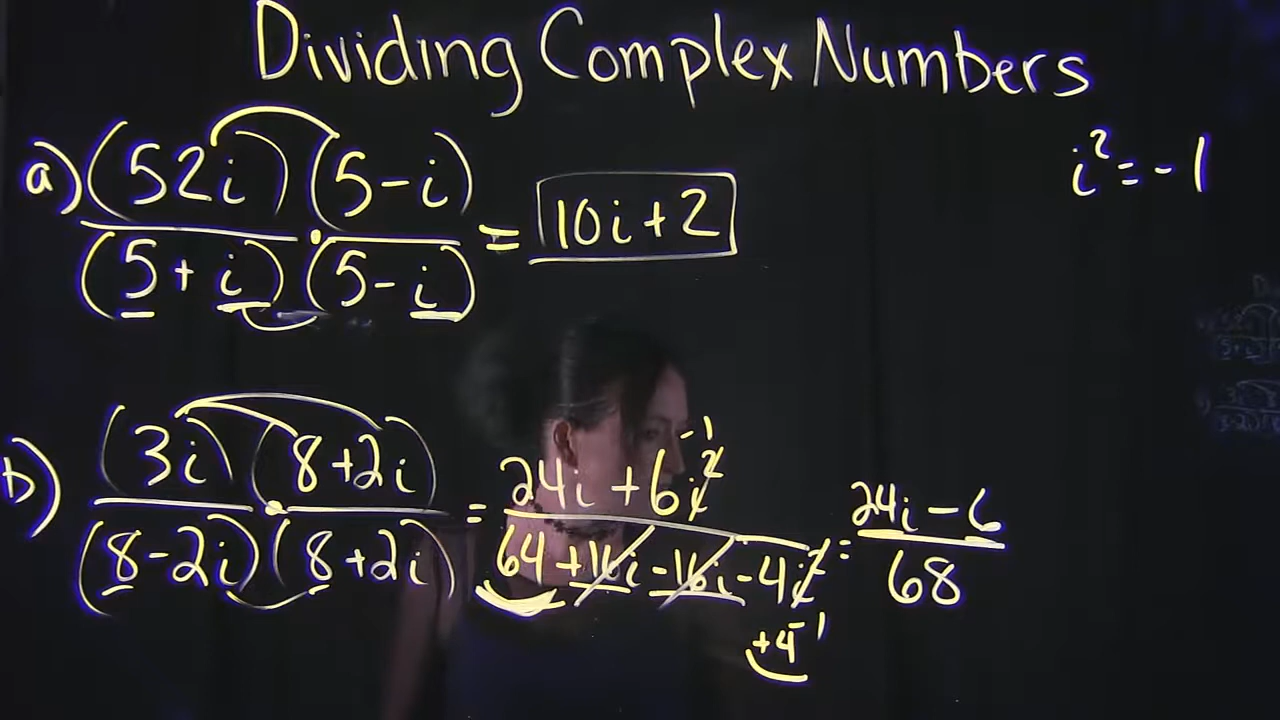 Dividing Complex Numbers
i² = -1
a) (52i) (5-i)
(5+i) · (5-i) = 10i+2
b) (3i) (8+2i)
(8-2i) · (8+2i) = 24i+6i² -1
64+16i-16i-4i² -1
+4
= 24i-6
68